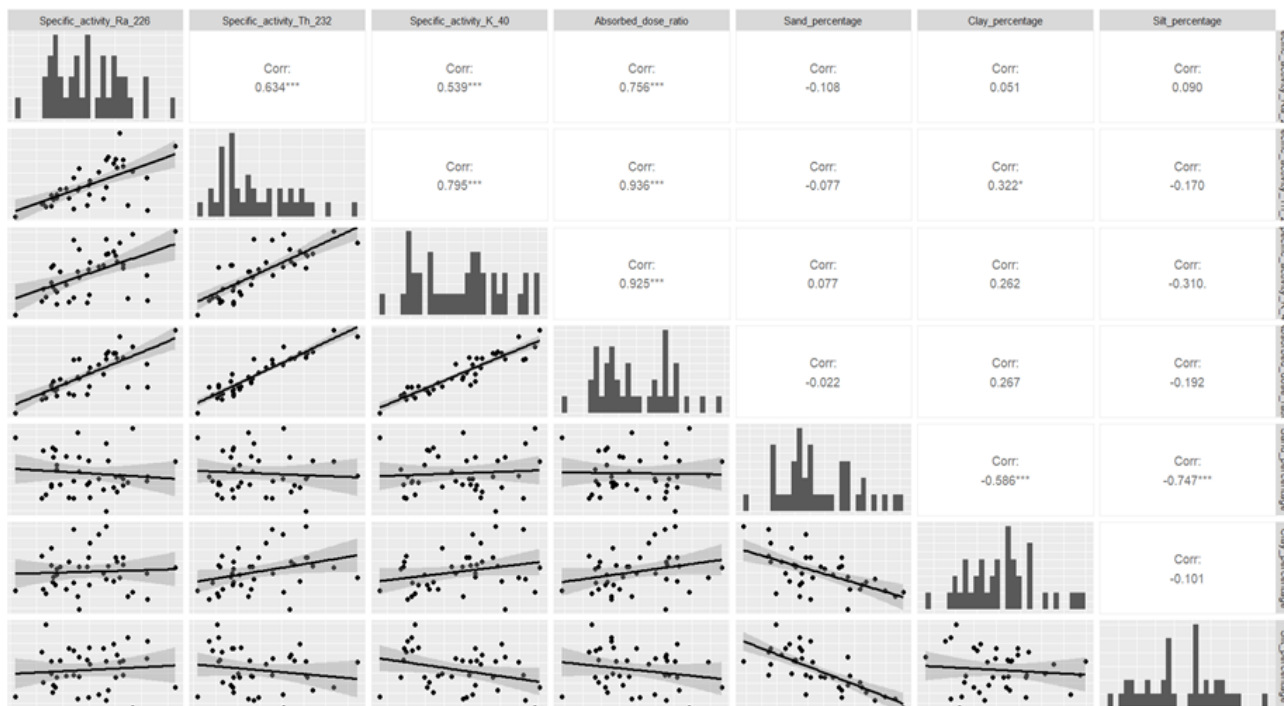 Specific_activity_Ra_226 Specific_activity_Th_232 Specific_activity_K_40 Absorbed_dose_ratio Sand_percentage Clay_percentage Silt_percentage
Corr: Corr: Corr: Corr: Corr: Corr:
0.634*** 0.539*** 0.756*** -0.108 0.051 0.090
Corr: Corr: Corr: Corr: Corr:
0.795*** 0.936*** -0.077 0.322* -0.170
Corr: Corr: Corr: Corr:
0.925*** 0.077 0.262 -0.310.
Corr: Corr: Corr:
-0.022 0.267 -0.192
Corr: Corr:
-0.586*** -0.747***
Corr:
-0.101